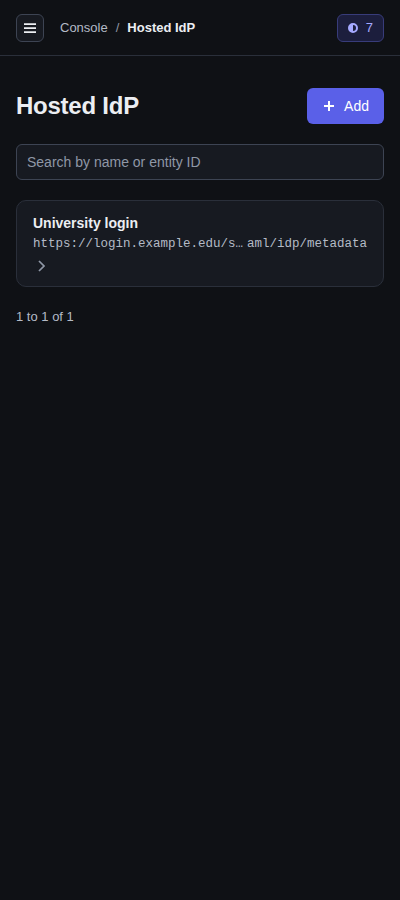 Console / Hosted IdP
7
Hosted IdP
Add
Search by name or entity ID
University login
https://login.example.edu/s… aml/idp/metadata
1 to 1 of 1